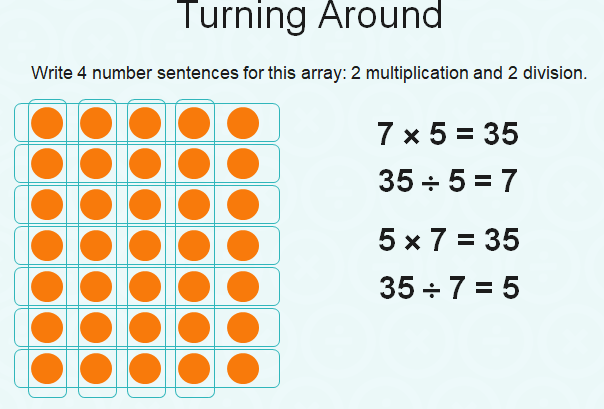 Turning Around
Write 4 number sentences for this array: 2 multiplication and 2 division.
7 × 5 = 35
35 ÷ 5 = 7
5 × 7 = 35
35 ÷ 7 = 5